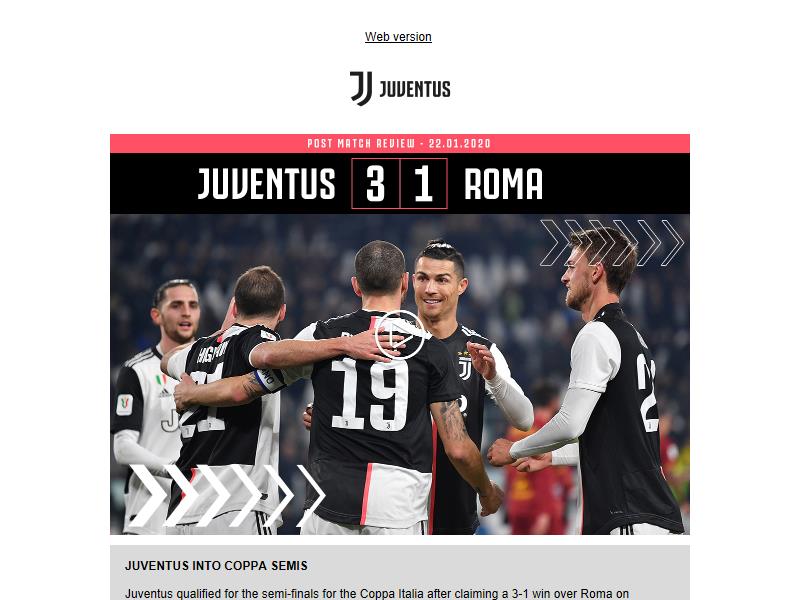 Web version
JUVENTUS
POST MATCH REVIEW - 22.01.2020
JUVENTUS 3 1 ROMA
21
19
2
JUVENTUS INTO COPPA SEMIS
Juventus qualified for the semi-finals for the Coppa Italia after claiming a 3-1 win over Roma on